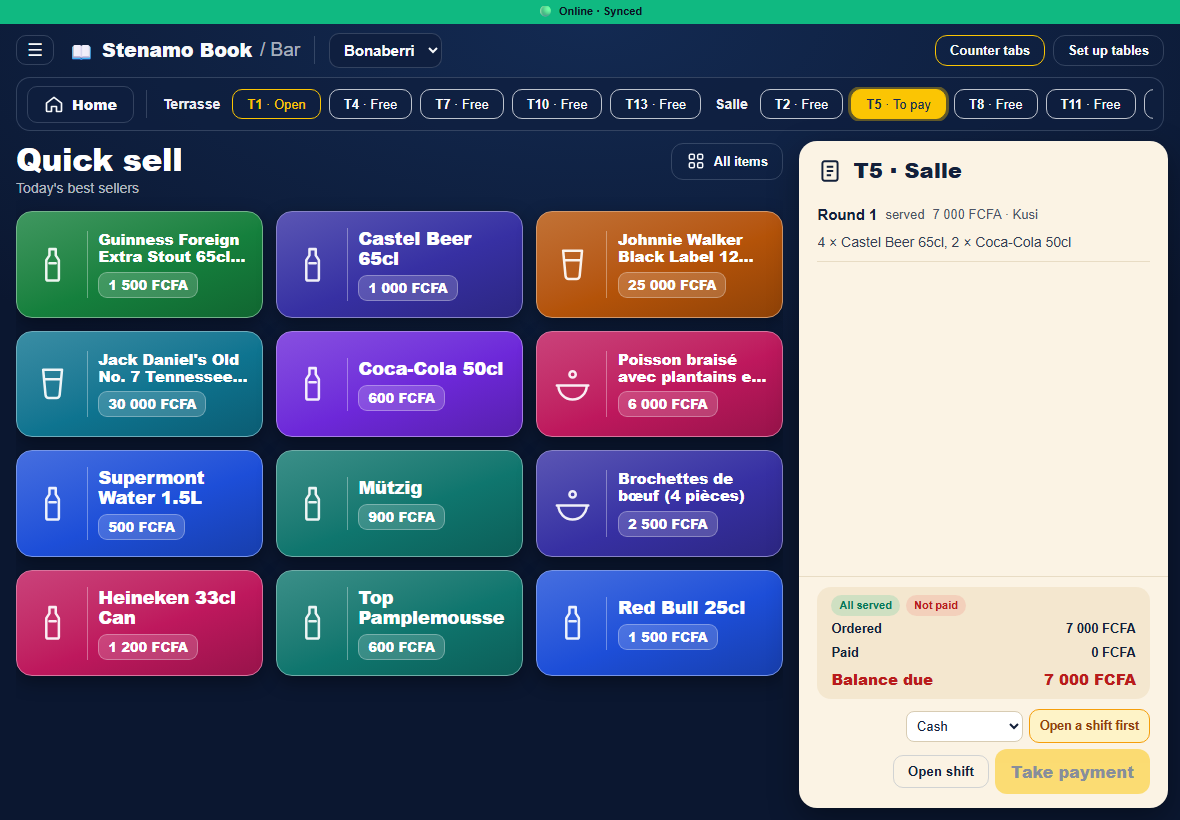 Online · Synced
Stenamo Book / Bar
Bonaberri
Counter tabs
Set up tables
Home
Terrasse
T1 · Open
T4 · Free
T7 · Free
T10 · Free
T13 · Free
Salle
T2 · Free
T5 · To pay
T8 · Free
T11 · Free
Quick sell
Today's best sellers
All items
Guinness Foreign
Extra Stout 65cl...
1 500 FCFA
Castel Beer
65cl
1 000 FCFA
Johnnie Walker
Black Label 12...
25 000 FCFA
Jack Daniel's Old
No. 7 Tennessee...
30 000 FCFA
Coca-Cola 50cl
600 FCFA
Poisson braisé
avec plantains e...
6 000 FCFA
Supermont
Water 1.5L
500 FCFA
Mützig
900 FCFA
Brochettes de
bœuf (4 pièces)
2 500 FCFA
Heineken 33cl
Can
1 200 FCFA
Top
Pamplemousse
600 FCFA
Red Bull 25cl
1 500 FCFA
T5 · Salle
Round 1 served 7 000 FCFA · Kusi
4 × Castel Beer 65cl, 2 × Coca-Cola 50cl
All served
Not paid
Ordered 7 000 FCFA
Paid 0 FCFA
Balance due 7 000 FCFA
Cash
Open a shift first
Open shift
Take payment